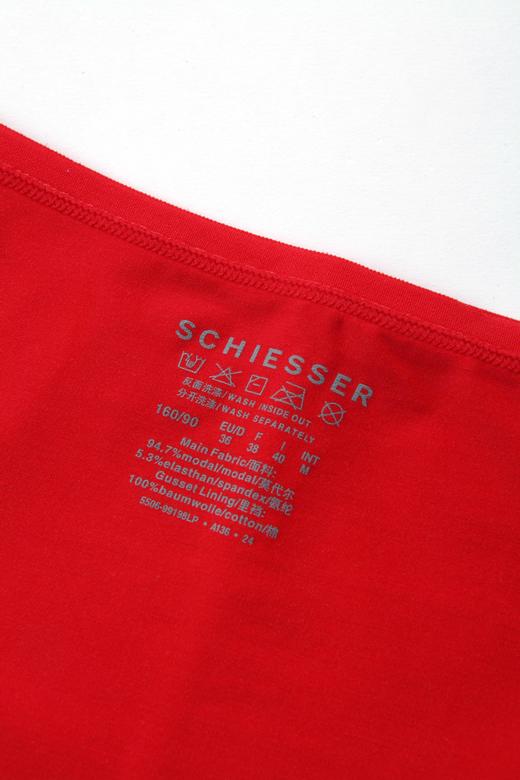 SCHIESSER
反面洗涤/WASH INSIDE OUT
分开洗涤/WASH SEPARATELY
160/90 EU/D F I INT
36 38 40 M
Main Fabric/面料:
94.7%modal/modal/莫代尔
5.3%elasthan/spandex/氨纶
Gusset Lining/里裆:
100%baumwolle/cotton/棉
5506-99198LP • A136 • 24